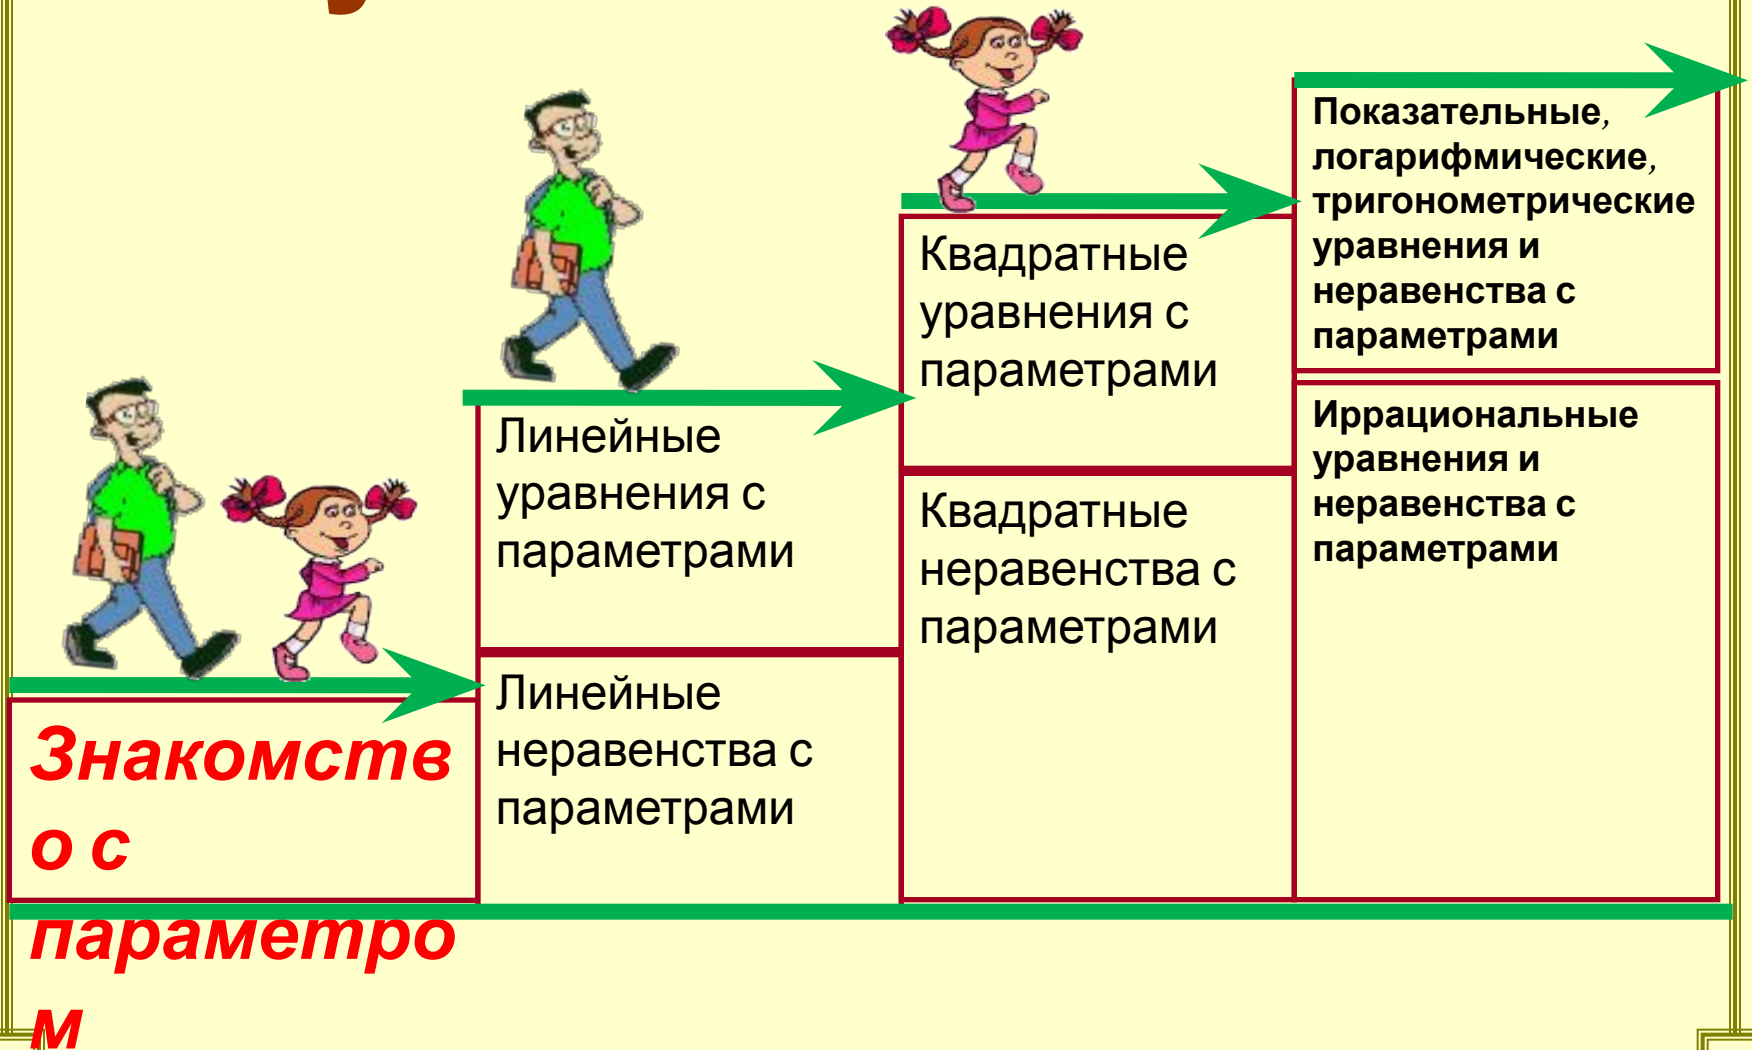 Знакомств
о с
параметро
м
Линейные
уравнения с
параметрами
Линейные
неравенства с
параметрами
Квадратные
уравнения с
параметрами
Квадратные
неравенства с
параметрами
Показательные,
логарифмические,
тригонометрические
уравнения и
неравенства с
параметрами
Иррациональные
уравнения и
неравенства с
параметрами